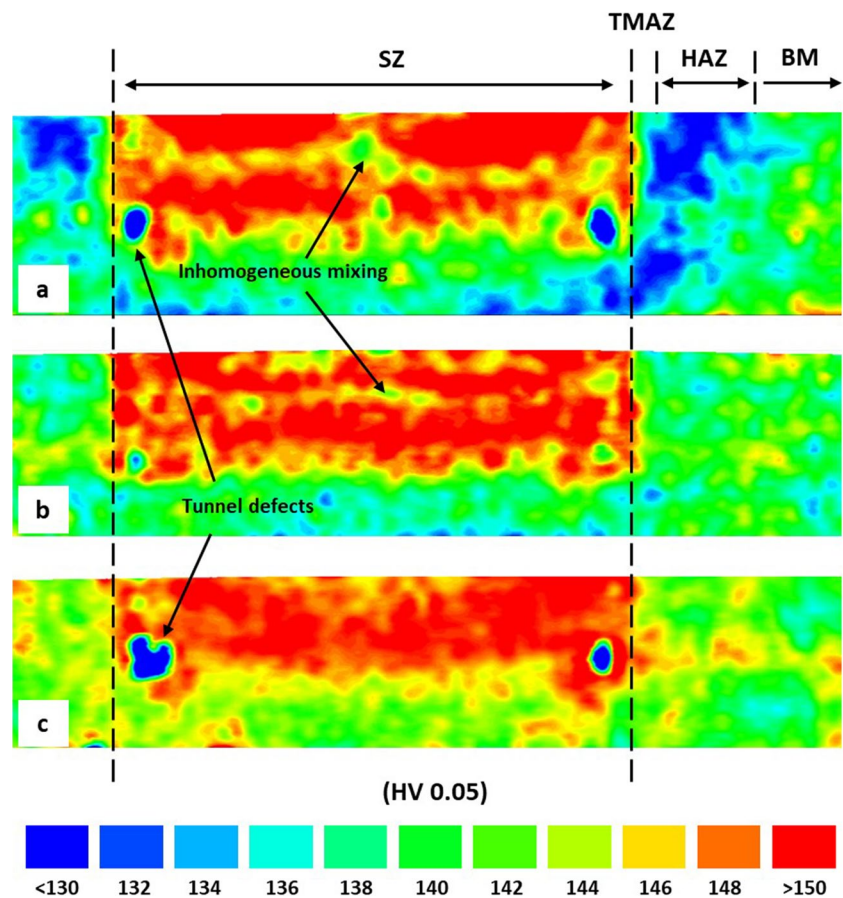 TMAZ
SZ
HAZ
BM
Inhomogeneous mixing
a
Tunnel defects
b
c
(HV 0.05)
<130 132 134 136 138 140 142 144 146 148 >150